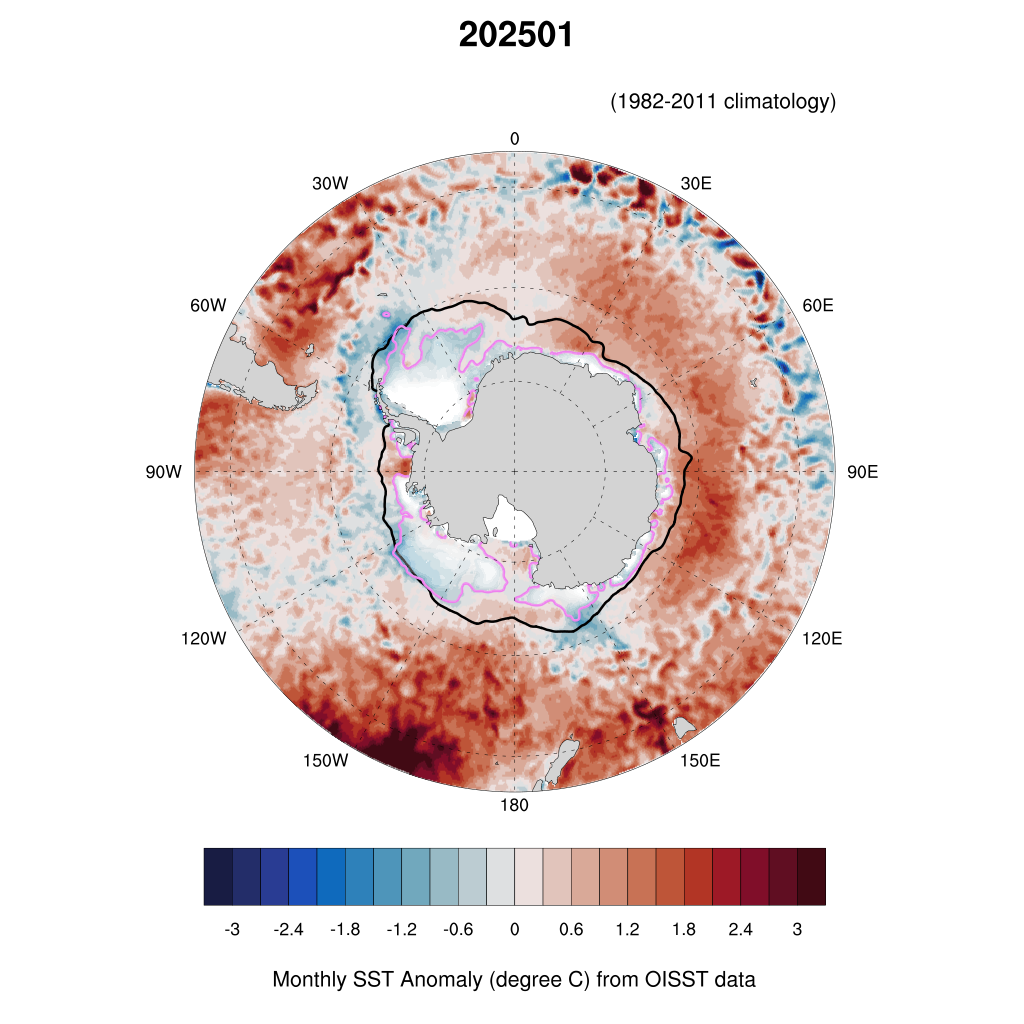 202501
(1982-2011 climatology)
0
30W 30E
60W 60E
90W 90E
120W 120E
150W 150E
180
-3 -2.4 -1.8 -1.2 -0.6 0 0.6 1.2 1.8 2.4 3
Monthly SST Anomaly (degree C) from OISST data